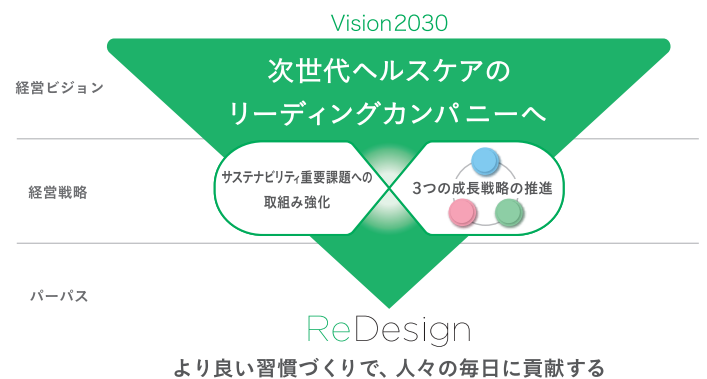 Vision2030
経営ビジョン
次世代ヘルスケアの
リーディングカンパニーへ
経営戦略
サステナビリティ重要課題への
取組み強化
3つの成長戦略の推進
パーパス
ReDesign
より良い習慣づくりで、人々の毎日に貢献する